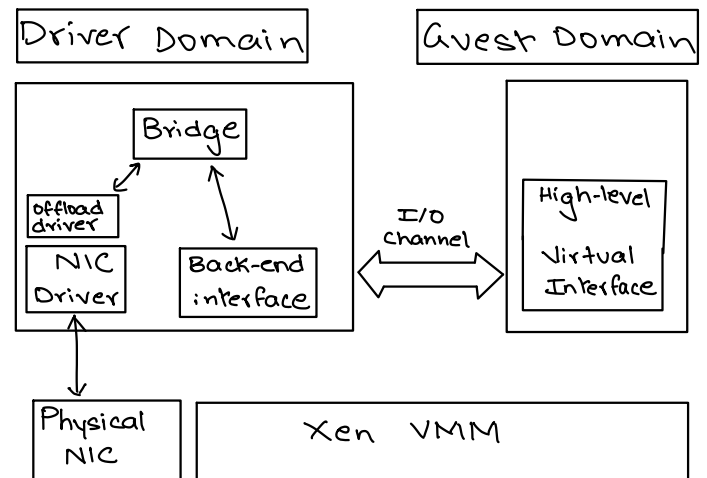 Driver Domain
Guest Domain
Bridge
Offload
driver
NIC
Driver
Back-end
interface
I/O
Channel
High-level
Virtual
Interface
Physical
NIC
Xen VMM